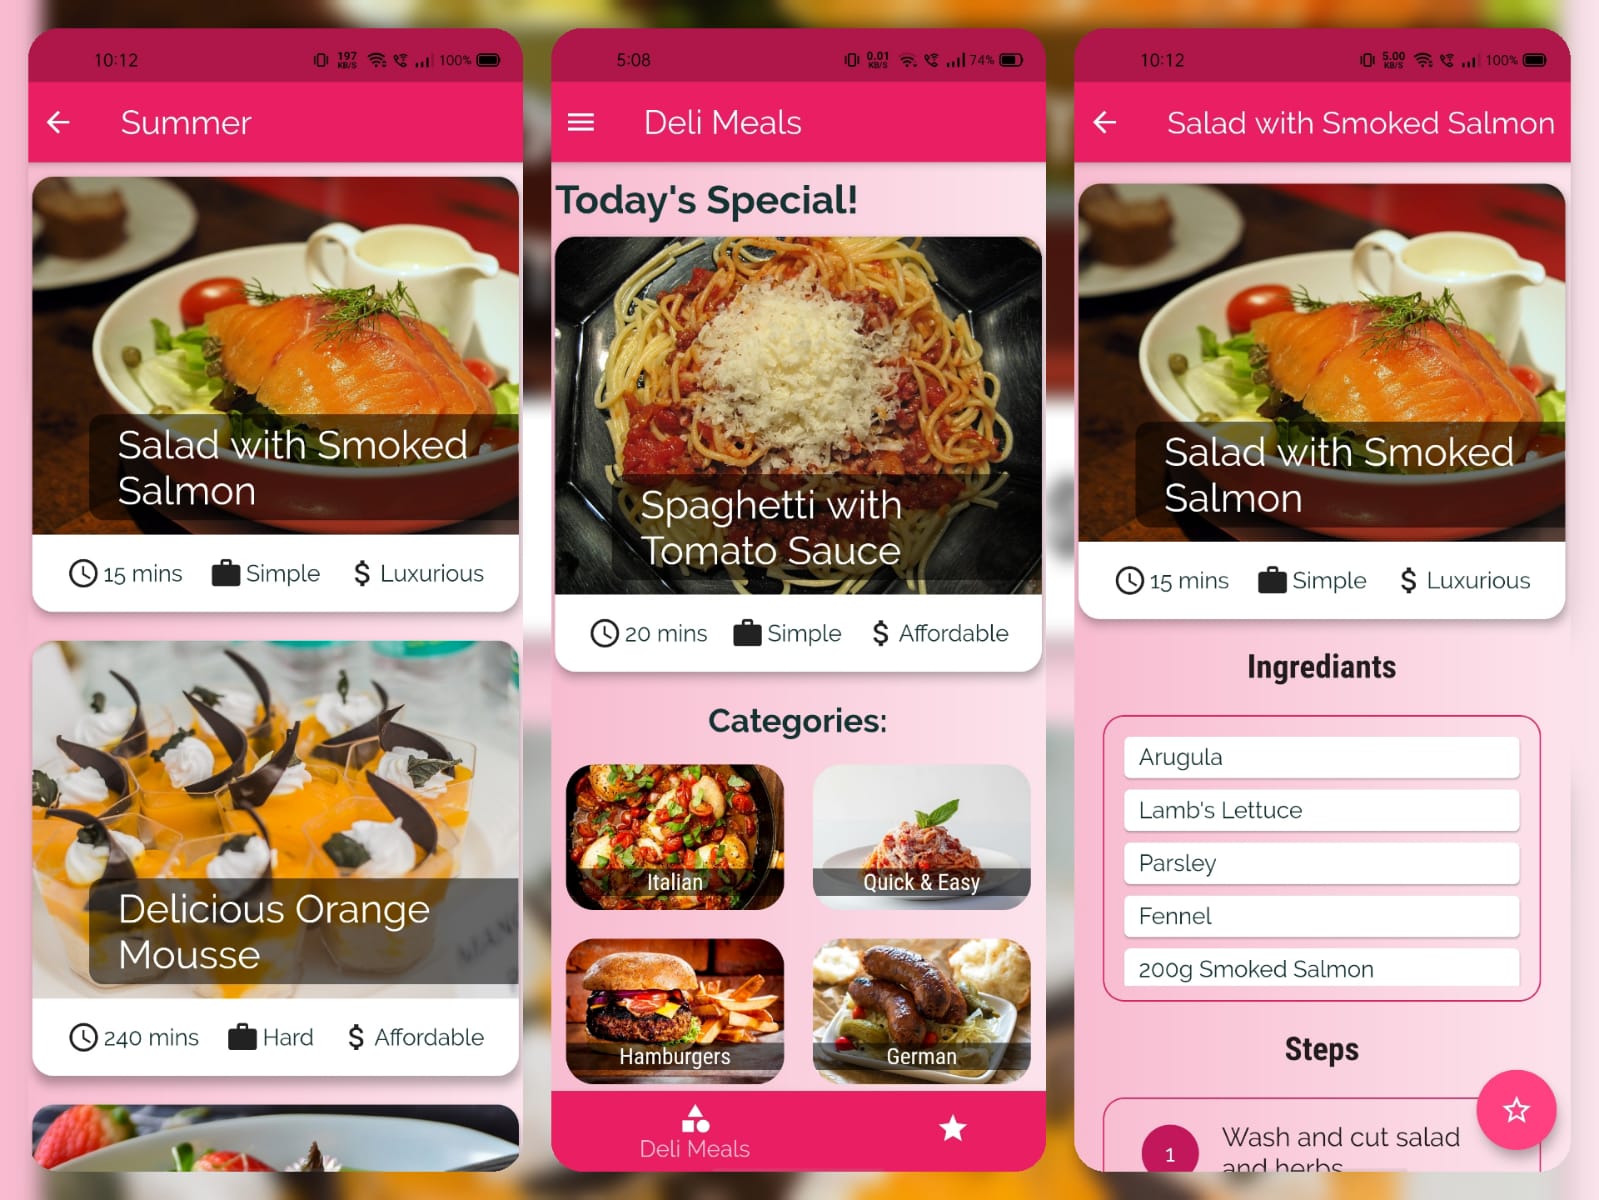 10:12
197
KB/S
100%
Summer
Salad with Smoked
Salmon
15 mins
Simple
$ Luxurious
Delicious Orange
Mousse
240 mins
Hard
$ Affordable
5:08
0.01
KB/S
74%
Deli Meals
Today's Special!
Spaghetti with
Tomato Sauce
20 mins
Simple
$ Affordable
Categories:
Italian
Quick & Easy
Hamburgers
German
Deli Meals
10:12
5.00
KB/S
100%
Salad with Smoked Salmon
Salad with Smoked
Salmon
15 mins
Simple
$ Luxurious
Ingrediants
Arugula
Lamb's Lettuce
Parsley
Fennel
200g Smoked Salmon
Steps
1
Wash and cut salad
and herbs